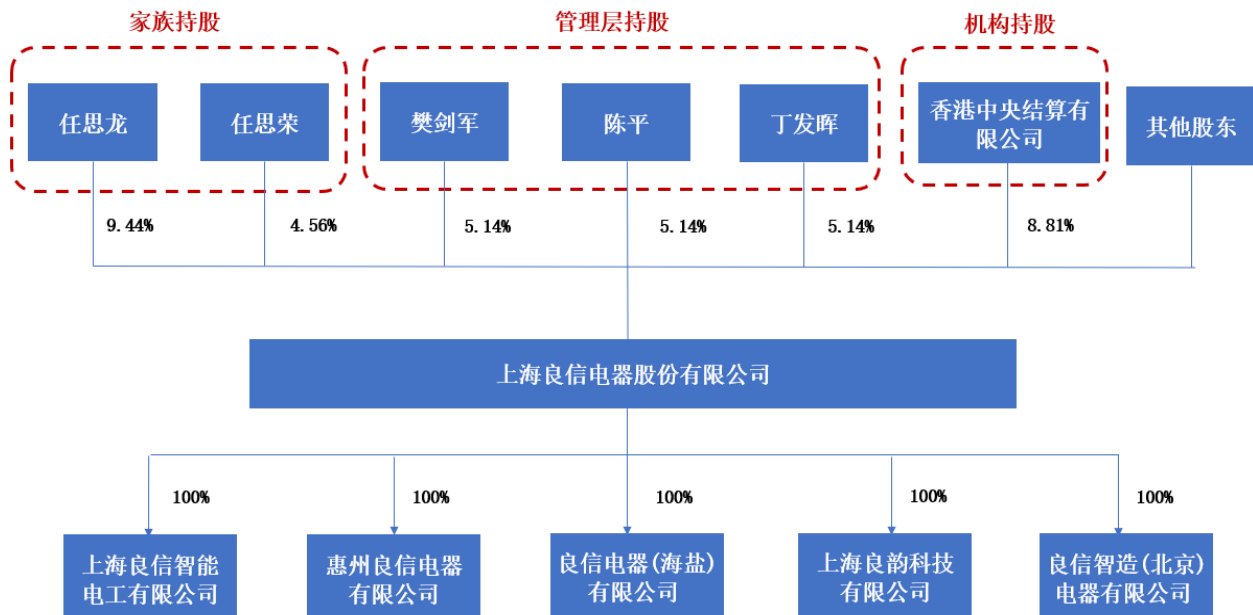 家族持股
管理层持股
机构持股
任思龙
任思荣
樊剑军
陈平
丁发晖
香港中央结算有
限公司
其他股东
9.44%
4.56%
5.14%
5.14%
5.14%
8.81%
上海良信电器股份有限公司
100%
100%
100%
100%
100%
上海良信智能
电工有限公司
惠州良信电器
有限公司
良信电器(海盐)
有限公司
上海良韵科技
有限公司
良信智造(北京)
电器有限公司